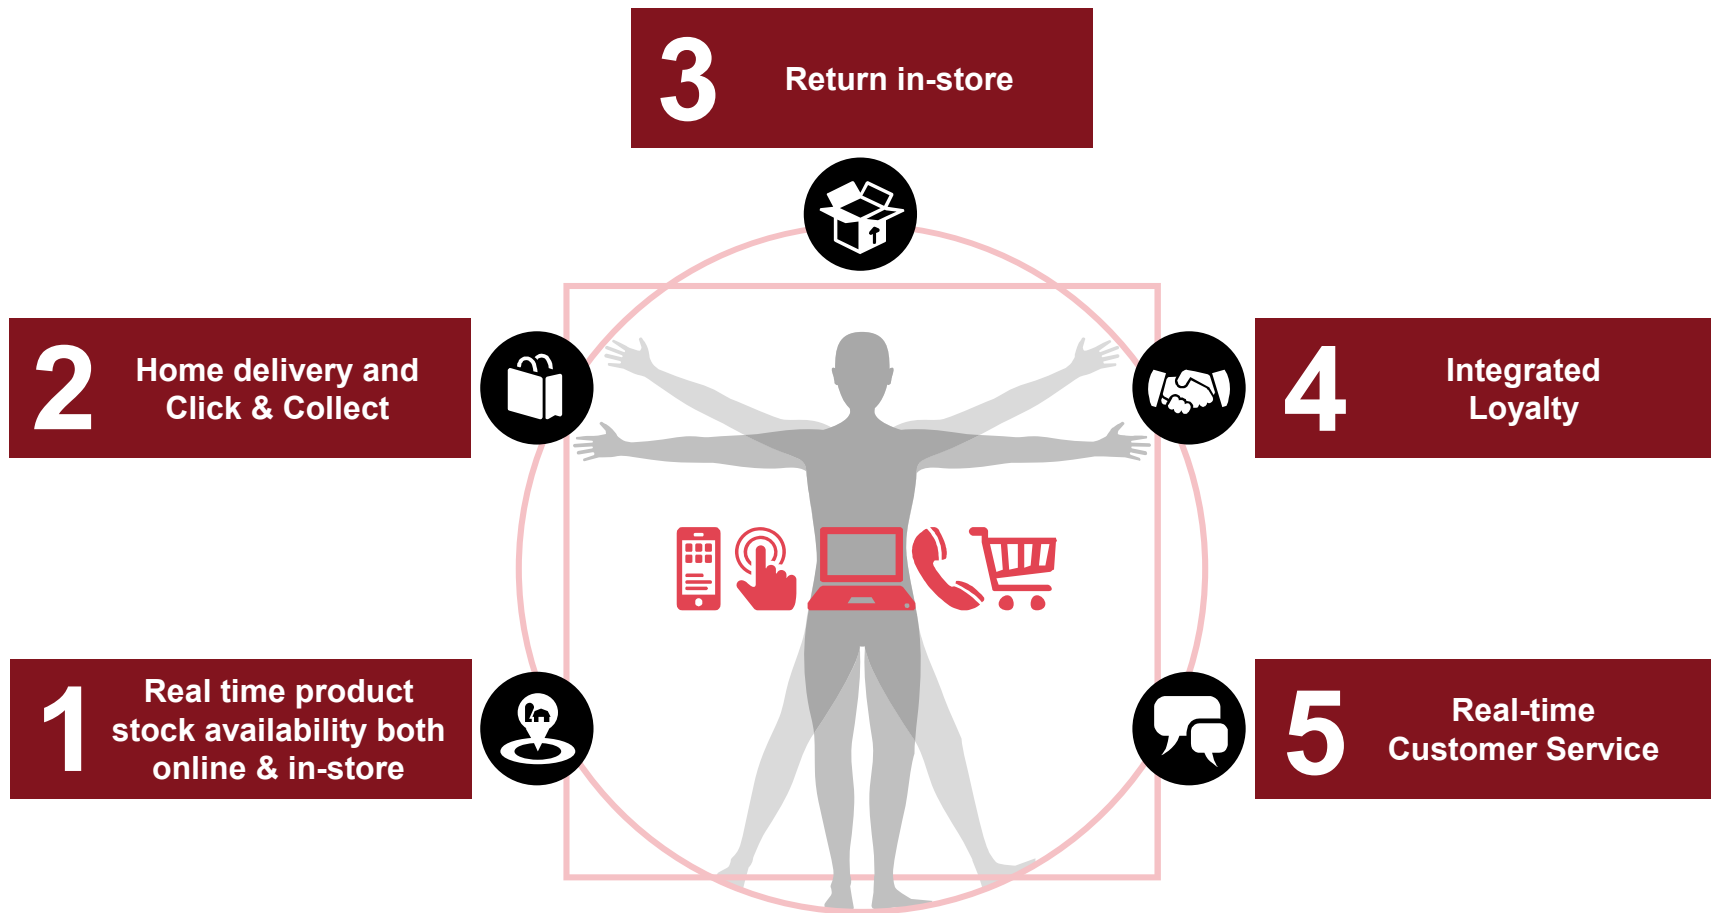 3
Return in-store
2
Home delivery and
Click & Collect
4
Integrated
Loyalty
1
Real time product
stock availability both
online & in-store
5
Real-time
Customer Service